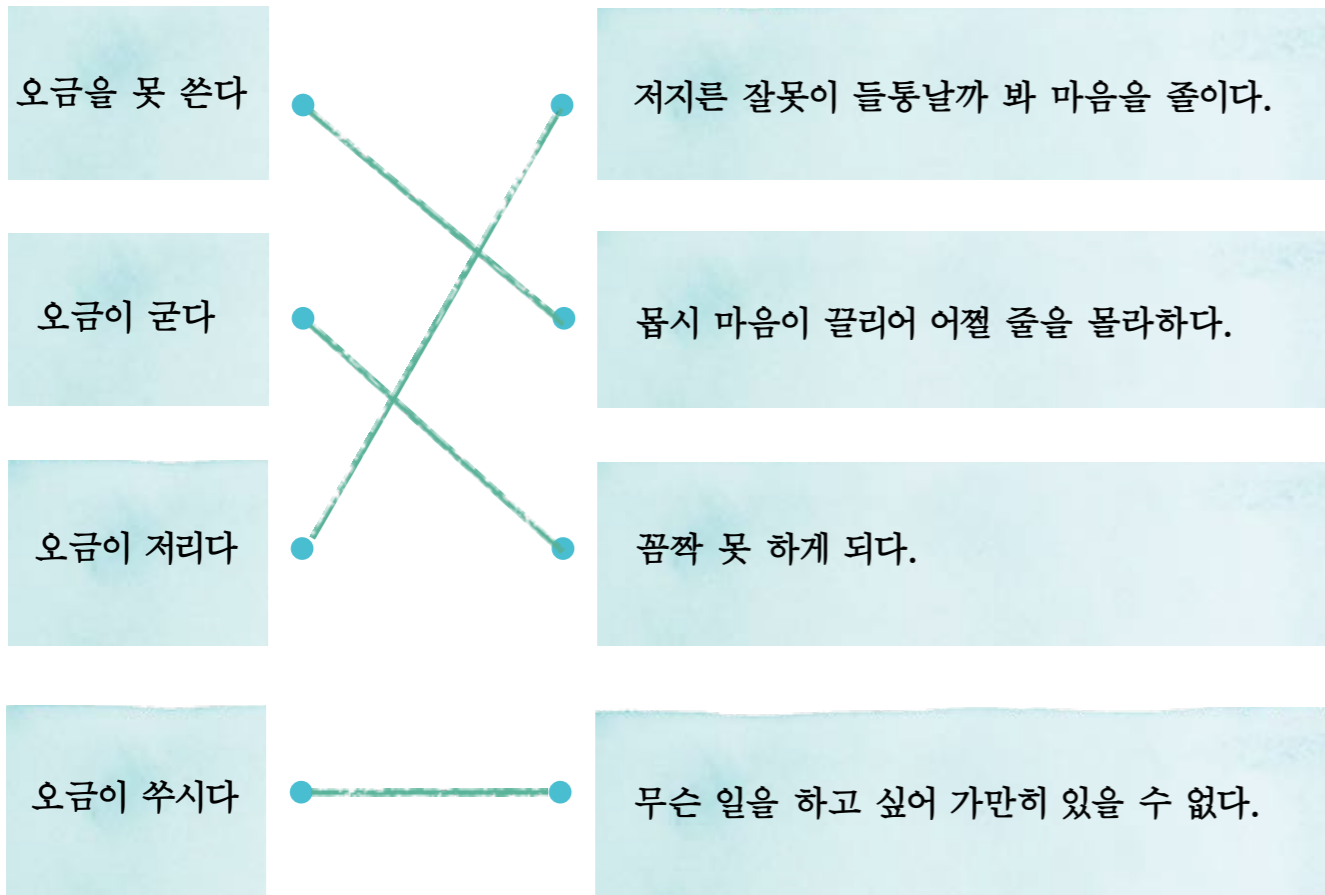 오금을 못 쓴다
저지른 잘못이 들통날까 봐 마음을 졸이다.
오금이 굳다
몹시 마음이 끌리어 어쩔 줄을 몰라하다.
오금이 저리다
꼼짝 못 하게 되다.
오금이 쑤시다
무슨 일을 하고 싶어 가만히 있을 수 없다.